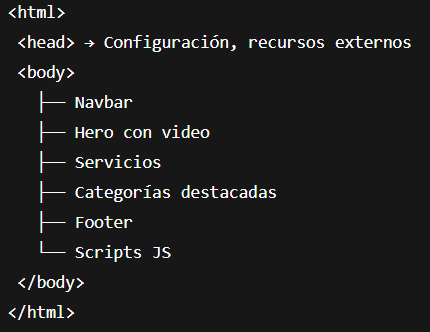 <html>
<head> → Configuración, recursos externos
<body>
├── Navbar
├── Hero con video
├── Servicios
├── Categorías destacadas
├── Footer
└── Scripts JS
</body>
</html>